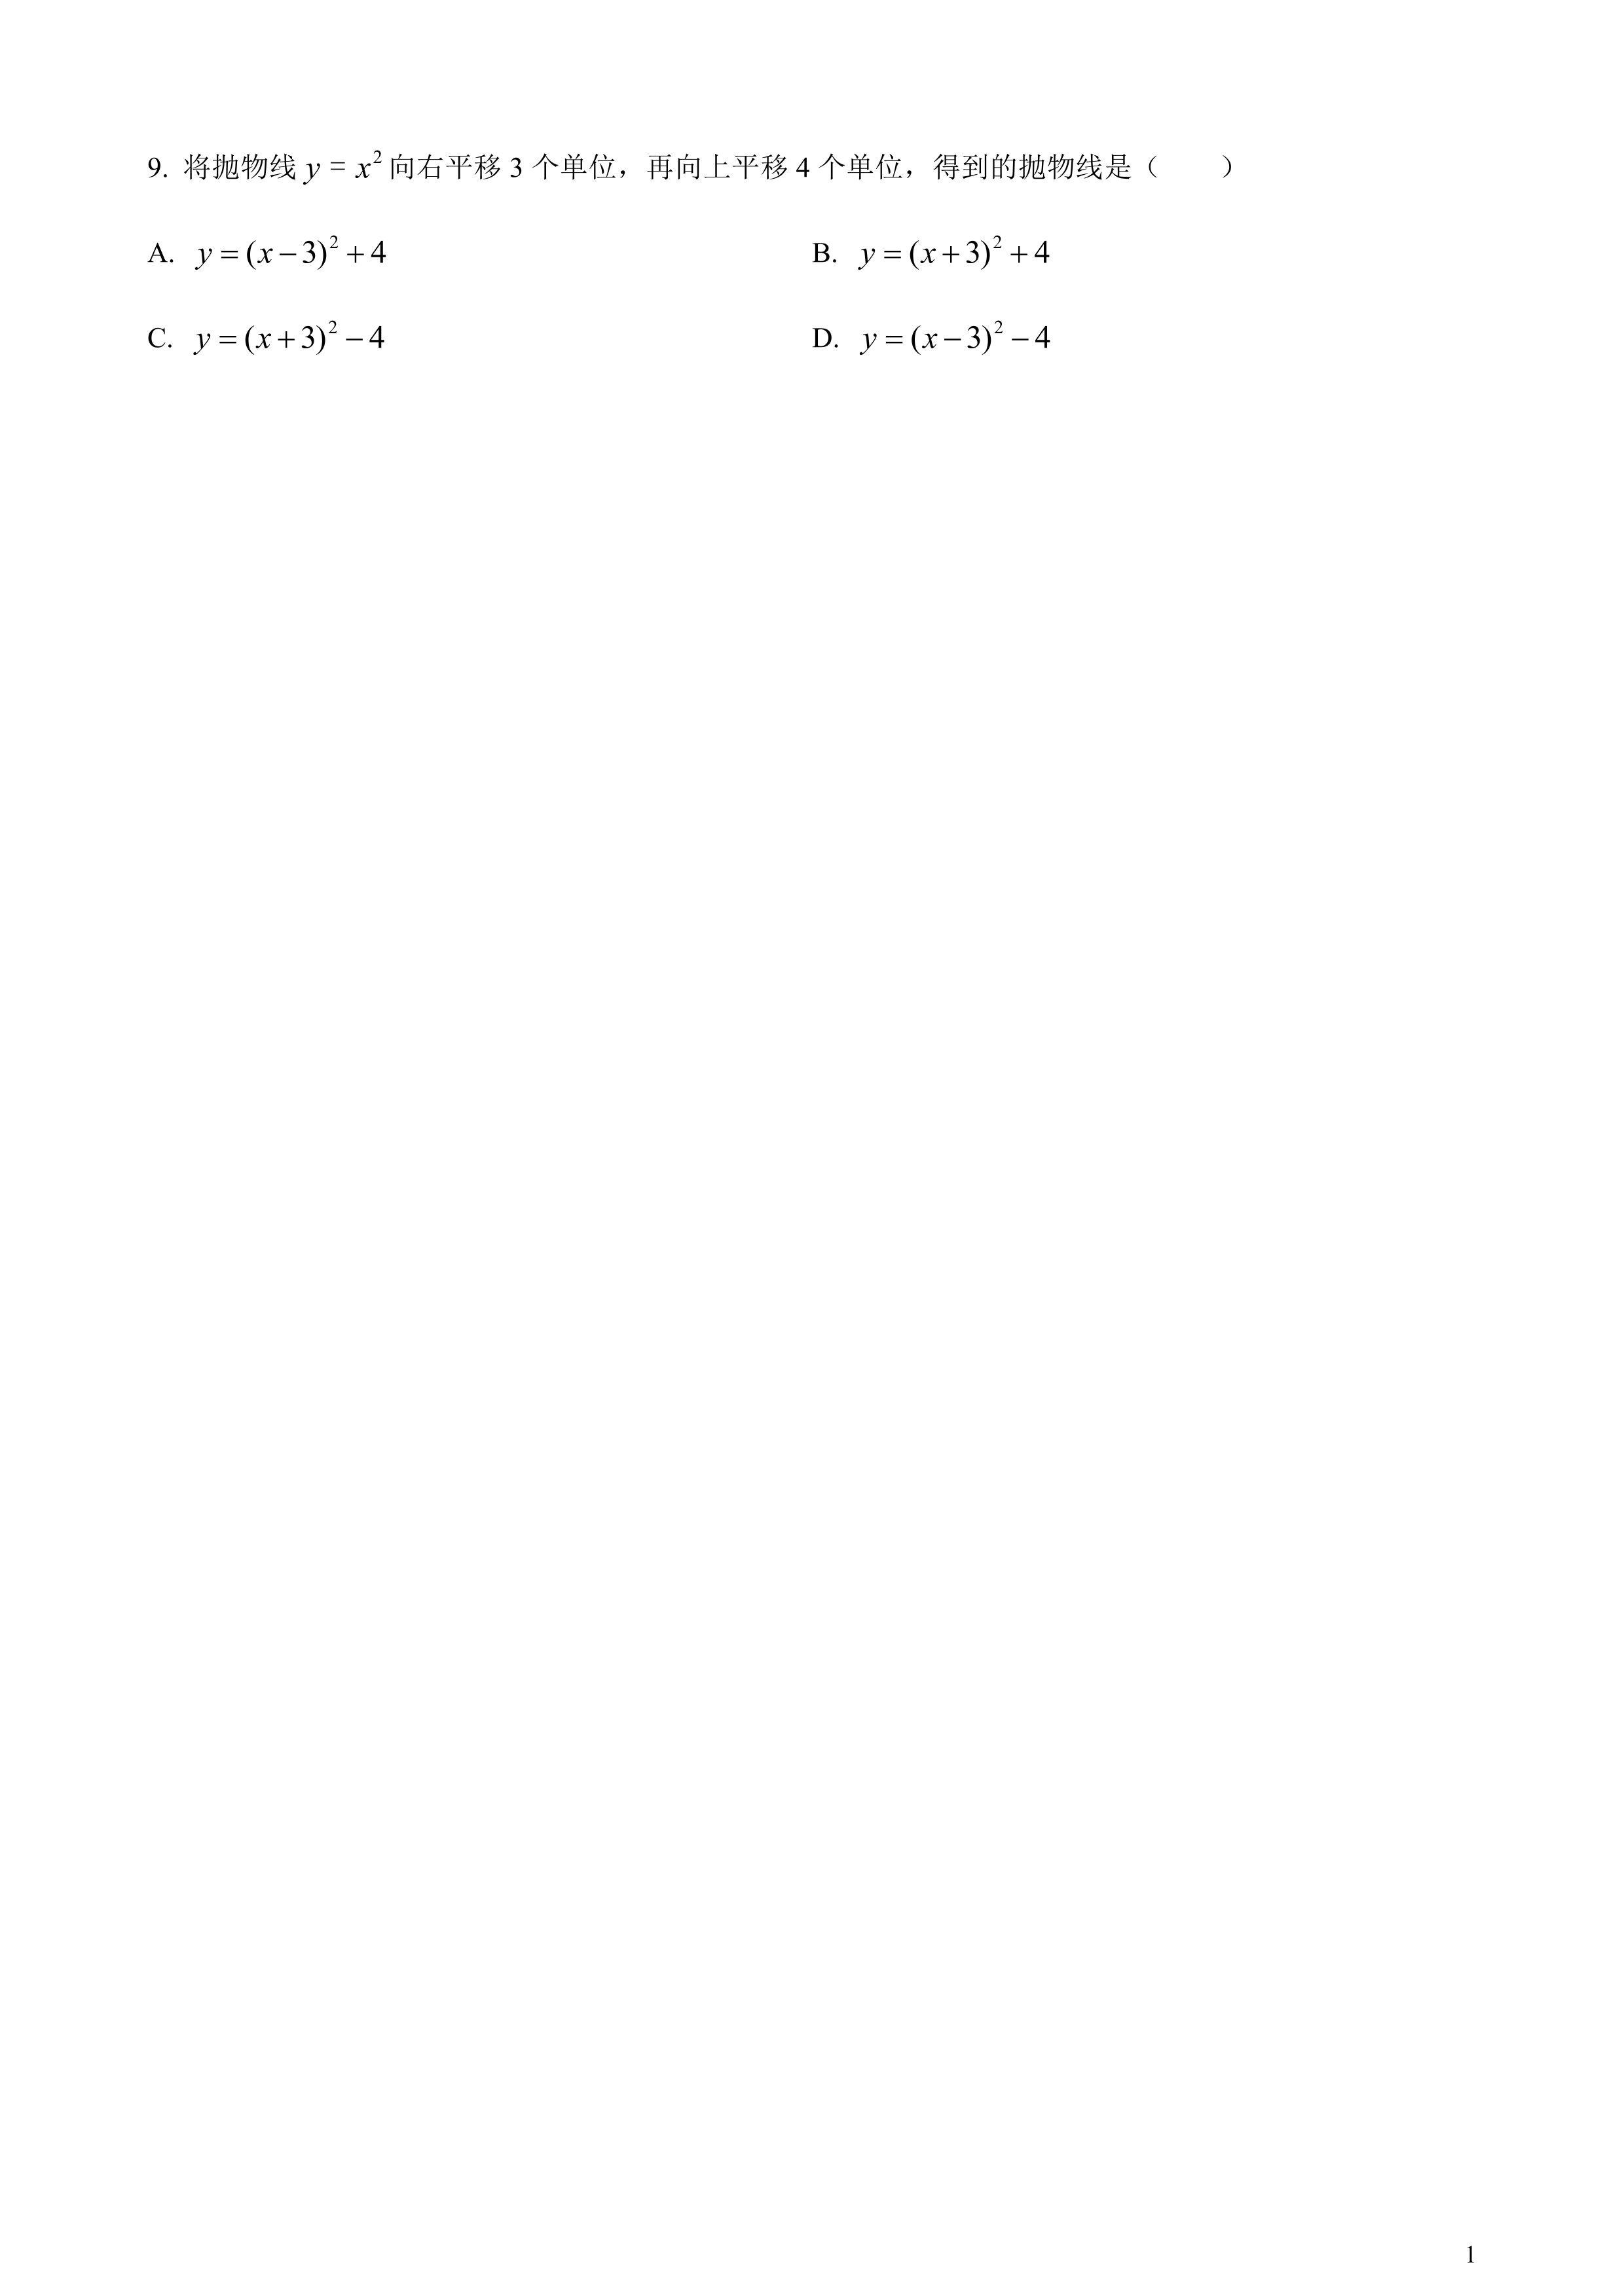 9. 将抛物线 y = x² 向右平移 3 个单位，再向上平移 4 个单位，得到的抛物线是（　　）
A. y = (x − 3)² + 4　　B. y = (x + 3)² + 4
C. y = (x + 3)² − 4　　D. y = (x − 3)² − 4
1